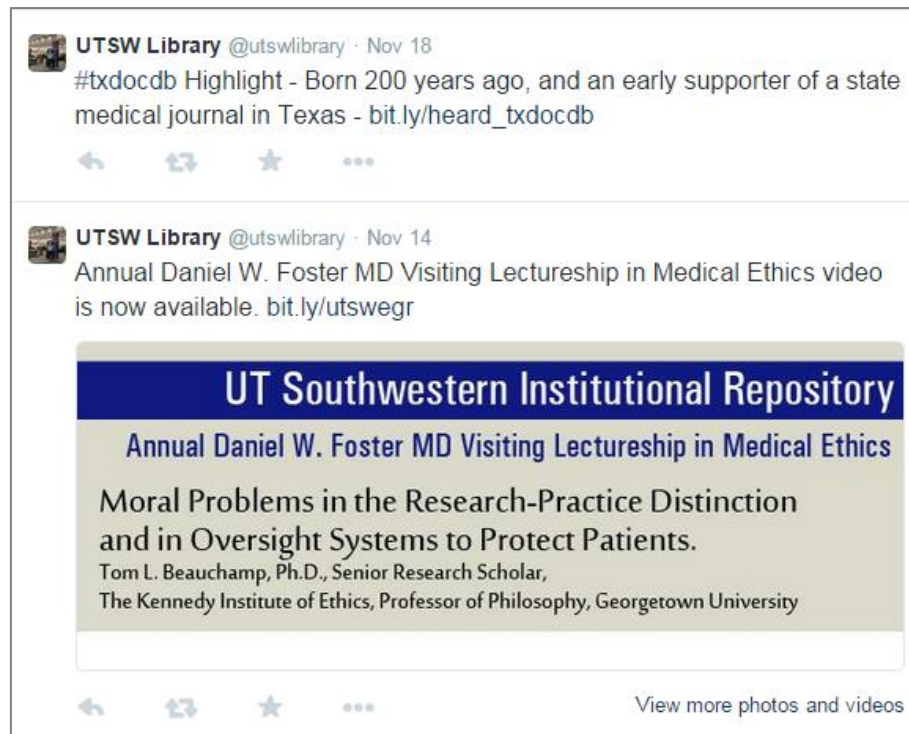 UTSW Library @utswlibrary · Nov 18
#txdocdb Highlight - Born 200 years ago, and an early supporter of a state
medical journal in Texas - bit.ly/heard_txdocdb
UTSW Library @utswlibrary · Nov 14
Annual Daniel W. Foster MD Visiting Lectureship in Medical Ethics video
is now available. bit.ly/utswegr
UT Southwestern Institutional Repository
Annual Daniel W. Foster MD Visiting Lectureship in Medical Ethics
Moral Problems in the Research-Practice Distinction
and in Oversight Systems to Protect Patients.
Tom L. Beauchamp, Ph.D., Senior Research Scholar,
The Kennedy Institute of Ethics, Professor of Philosophy, Georgetown University
View more photos and videos